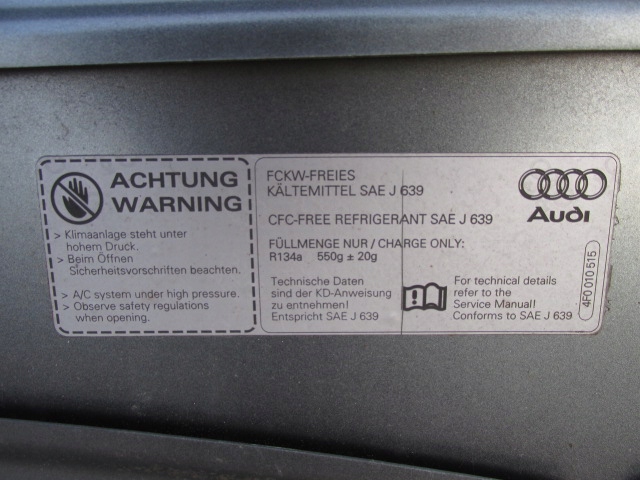 ACHTUNG
WARNING
> Klimaanlage steht unter
hohem Druck.
> Beim Öffnen
Sicherheitsvorschriften beachten.
> A/C system under high pressure.
> Observe safety regulations
when opening.
FCKW-FREIES
KÄLTEMITTEL SAE J 639
CFC-FREE REFRIGERANT SAE J 639
FÜLLMENGE NUR / CHARGE ONLY:
R134a 550g ± 20g
Technische Daten
sind der KD-Anweisung
zu entnehmen!
Entspricht SAE J 639
For technical details
refer to the
Service Manual!
Conforms to SAE J 639
Audi
4F0 010 515